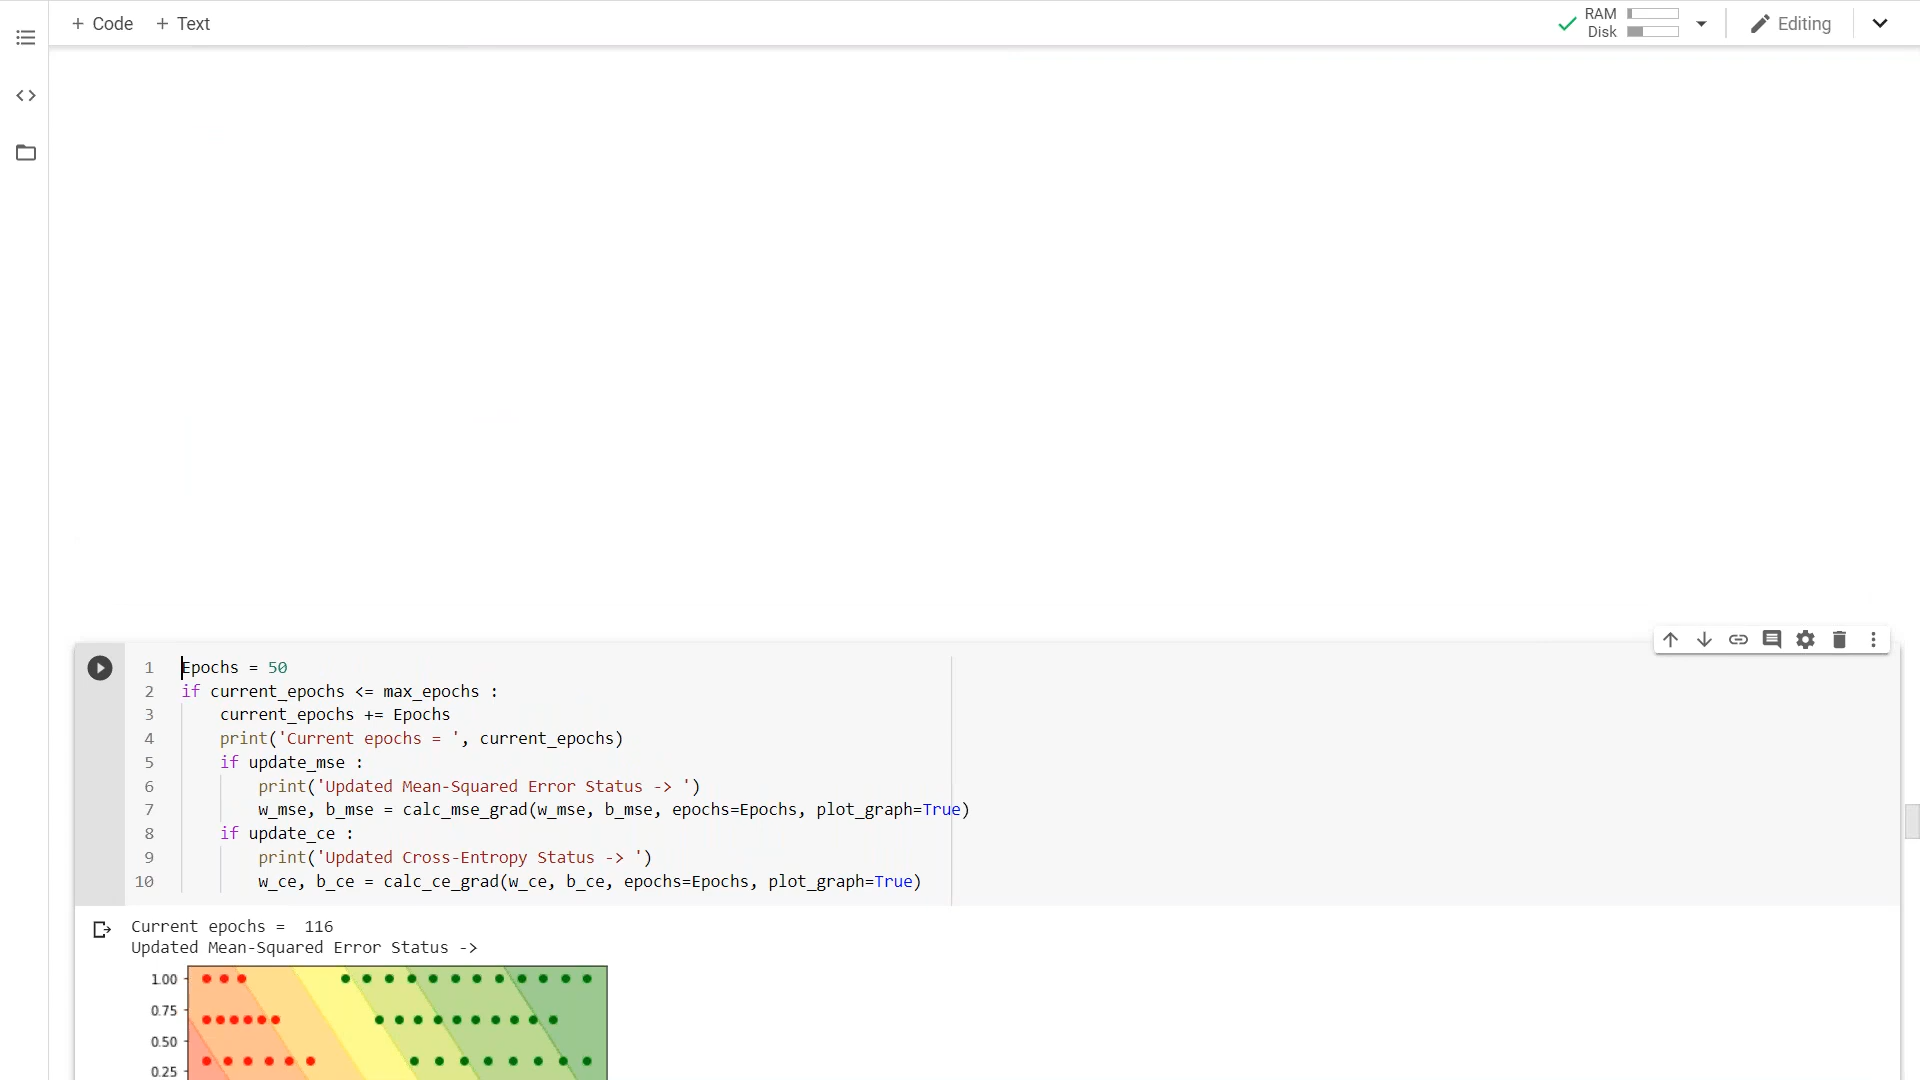 + Code + Text
RAM
Disk
Editing
1 Epochs = 50
2 if current_epochs <= max_epochs :
3 current_epochs += Epochs
4 print('Current epochs = ', current_epochs)
5 if update_mse :
6 print('Updated Mean-Squared Error Status -> ')
7 w_mse, b_mse = calc_mse_grad(w_mse, b_mse, epochs=Epochs, plot_graph=True)
8 if update_ce :
9 print('Updated Cross-Entropy Status -> ')
10 w_ce, b_ce = calc_ce_grad(w_ce, b_ce, epochs=Epochs, plot_graph=True)
Current epochs =  116
Updated Mean-Squared Error Status ->
1.00
0.75
0.50
0.25